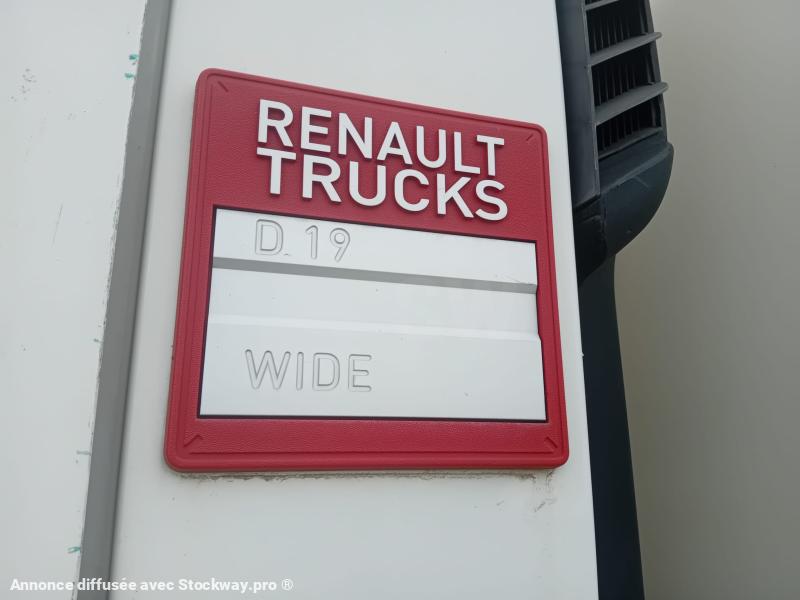 RENAULT
TRUCKS
D 19
WIDE
Annonce diffusée avec Stockway.pro ®